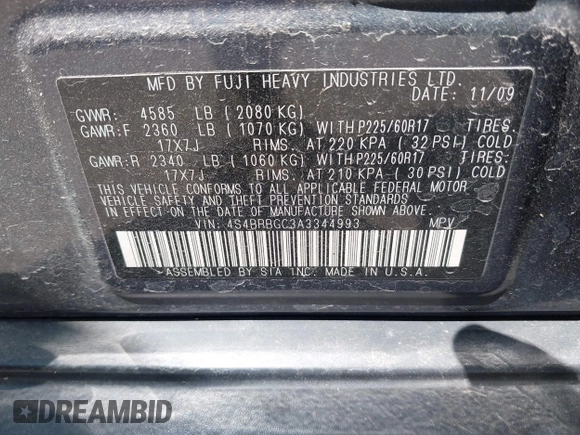 MFD BY FUJI HEAVY INDUSTRIES LTD.
DATE: 11/09
GVWR: 4585 LB ( 2080 KG)
GAWR:F 2360 LB ( 1070 KG) WITHP225/60R17 TIRES.
17X7J RIMS. AT 220 KPA ( 32 PSI) COLD
GAWR:R 2340 LB ( 1060 KG) WITHP225/60R17 TIRES:
17X7J RIMS. AT 210 KPA ( 30 PSI) COLD
THIS VEHICLE CONFORMS TO ALL APPLICABLE FEDERAL MOTOR
VEHICLE SAFETY AND THEFT PREVENTION STANDARDS
IN EFFECT ON THE DATE OF MANUFACTURE SHOWN ABOVE.
VIN: 4S4BRBGC3A3344993 MPV
ASSEMBLED BY SIA INC. MADE IN U.S.A.
DREAMBID